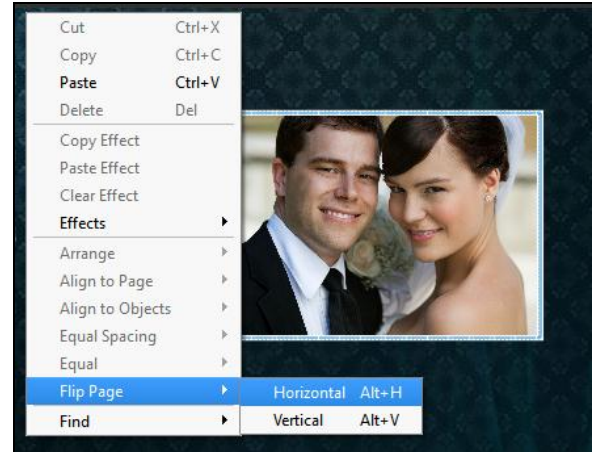 Cut Ctrl+X
Copy Ctrl+C
Paste Ctrl+V
Delete Del
Copy Effect
Paste Effect
Clear Effect
Effects
Arrange
Align to Page
Align to Objects
Equal Spacing
Equal
Flip Page
Horizontal Alt+H
Find
Vertical Alt+V